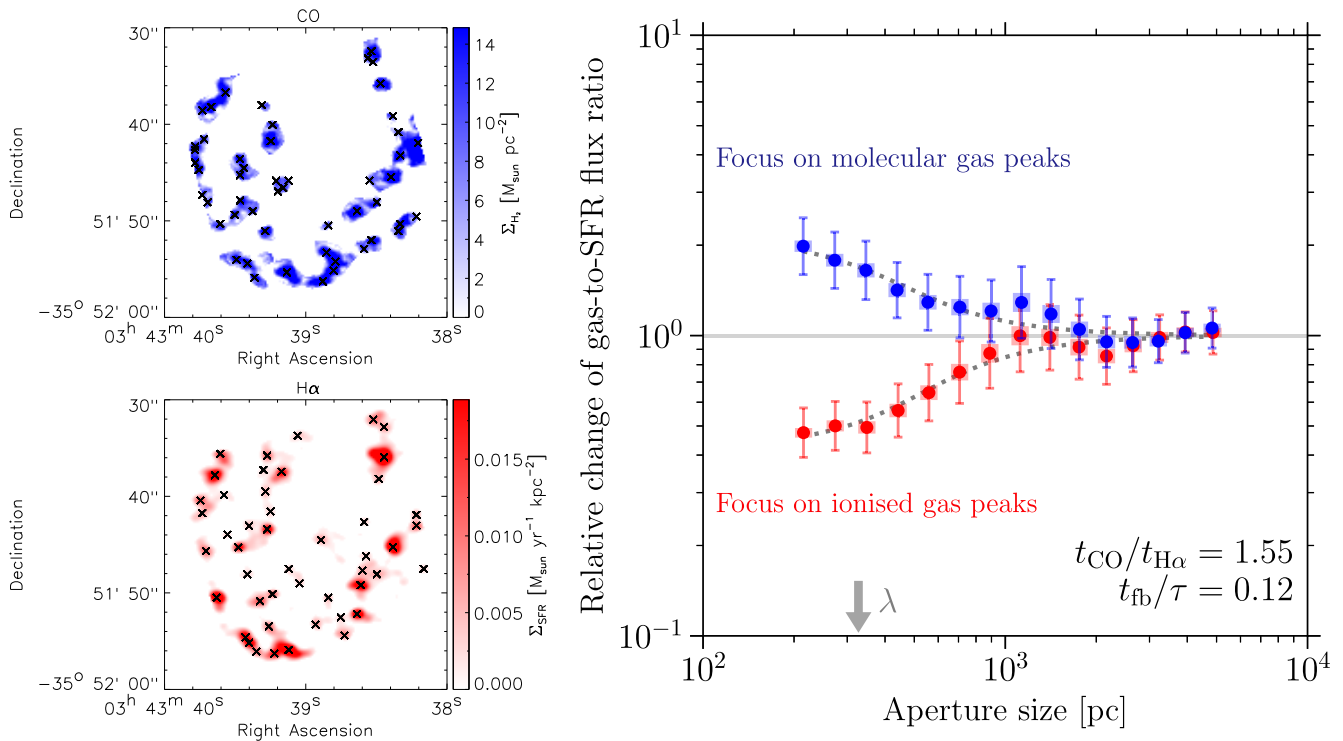 CO
30"
40"
51' 50"
−35° 52' 00"
03ʰ 43ᵐ 40ˢ 39ˢ 38ˢ
Right Ascension
Declination
14
12
10
8
6
4
2
0
Σ_H₂ [M_sun pc⁻²]
Hα
30"
40"
51' 50"
−35° 52' 00"
03ʰ 43ᵐ 40ˢ 39ˢ 38ˢ
Right Ascension
Declination
0.015
0.010
0.005
0.000
Σ_SFR [M_sun yr⁻¹ kpc⁻²]
Relative change of gas-to-SFR flux ratio
10¹
10⁰
10⁻¹
Focus on molecular gas peaks
Focus on ionised gas peaks
t_CO/t_Hα = 1.55
t_fb/τ = 0.12
λ
10² 10³ 10⁴
Aperture size [pc]